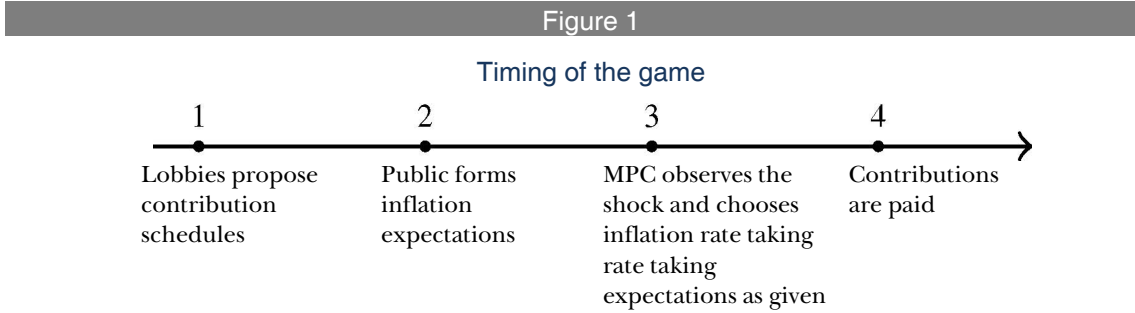 Figure 1
Timing of the game
1 2 3 4
Lobbies propose
contribution
schedules
Public forms
inflation
expectations
MPC observes the
shock and chooses
inflation rate taking
rate taking
expectations as given
Contributions
are paid